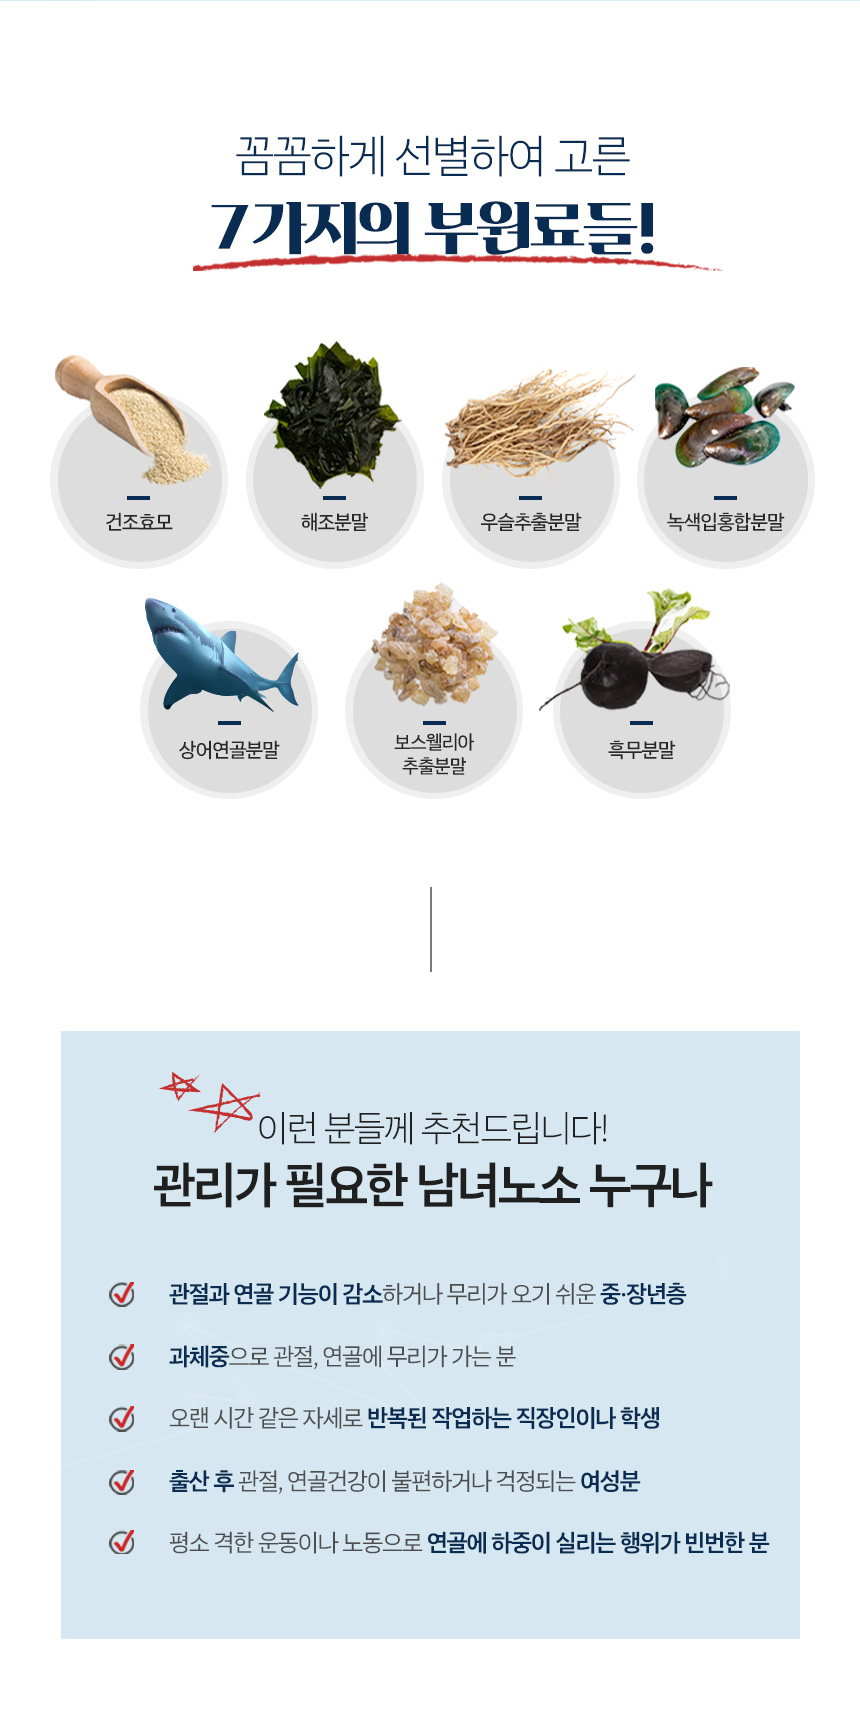 꼼꼼하게 선별하여 고른
7가지의 부원료들!
건조효모
해조분말
우슬추출분말
녹색입홍합분말
상어연골분말
보스웰리아
추출분말
흑무분말
이런 분들께 추천드립니다!
관리가 필요한 남녀노소 누구나
관절과 연골 기능이 감소하거나 무리가 오기 쉬운 중·장년층
과체중으로 관절, 연골에 무리가 가는 분
오랜 시간 같은 자세로 반복된 작업하는 직장인이나 학생
출산 후 관절, 연골건강이 불편하거나 걱정되는 여성분
평소 격한 운동이나 노동으로 연골에 하중이 실리는 행위가 빈번한 분